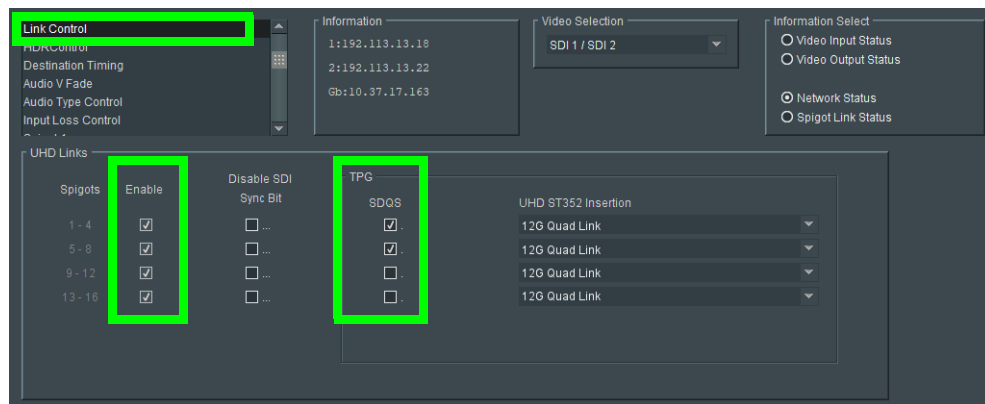 Link Control
HDRControl
Destination Timing
Audio V Fade
Audio Type Control
Input Loss Control
Information
1:192.113.13.18
2:192.113.13.22
Gb:10.37.17.163
Video Selection
SDI 1 / SDI 2
Information Select
Video Input Status
Video Output Status
Network Status
Spigot Link Status
UHD Links
Spigots
Enable
Disable SDI
Sync Bit
TPG
SDQS
UHD ST352 Insertion
1 - 4 ... . 12G Quad Link
5 - 8 ... . 12G Quad Link
9 - 12 ... . 12G Quad Link
13 - 16 ... . 12G Quad Link